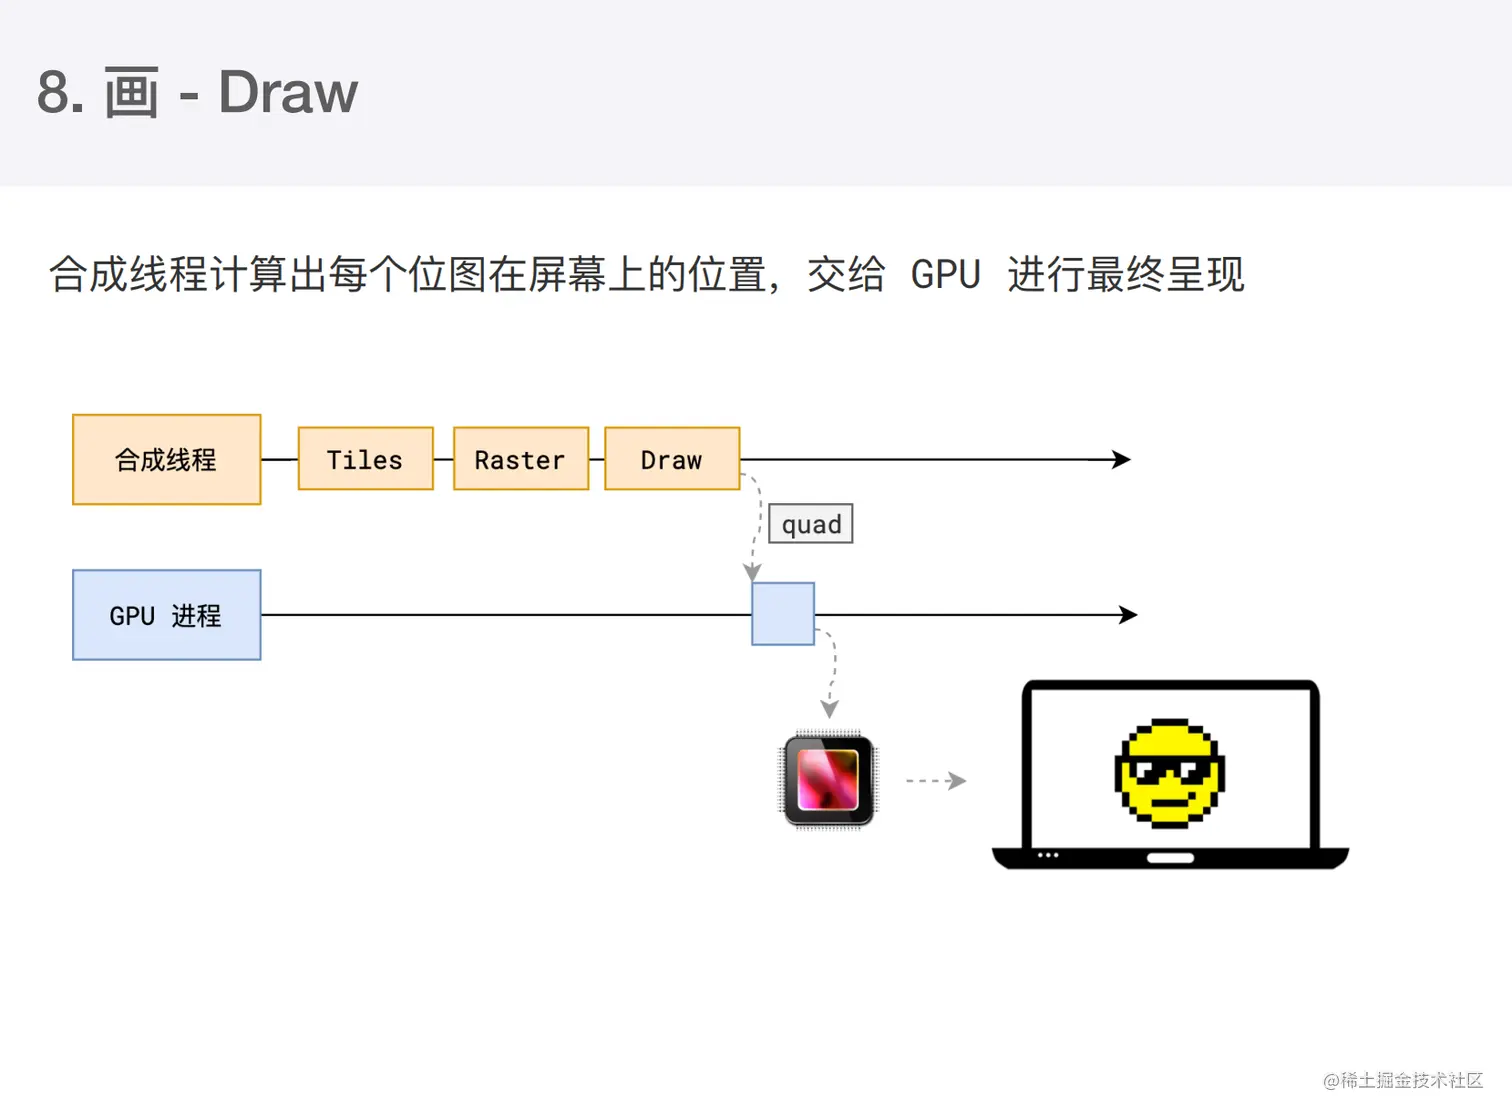 8. 画 - Draw
合成线程计算出每个位图在屏幕上的位置，交给 GPU 进行最终呈现
合成线程
Tiles
Raster
Draw
quad
GPU 进程
@稀土掘金技术社区